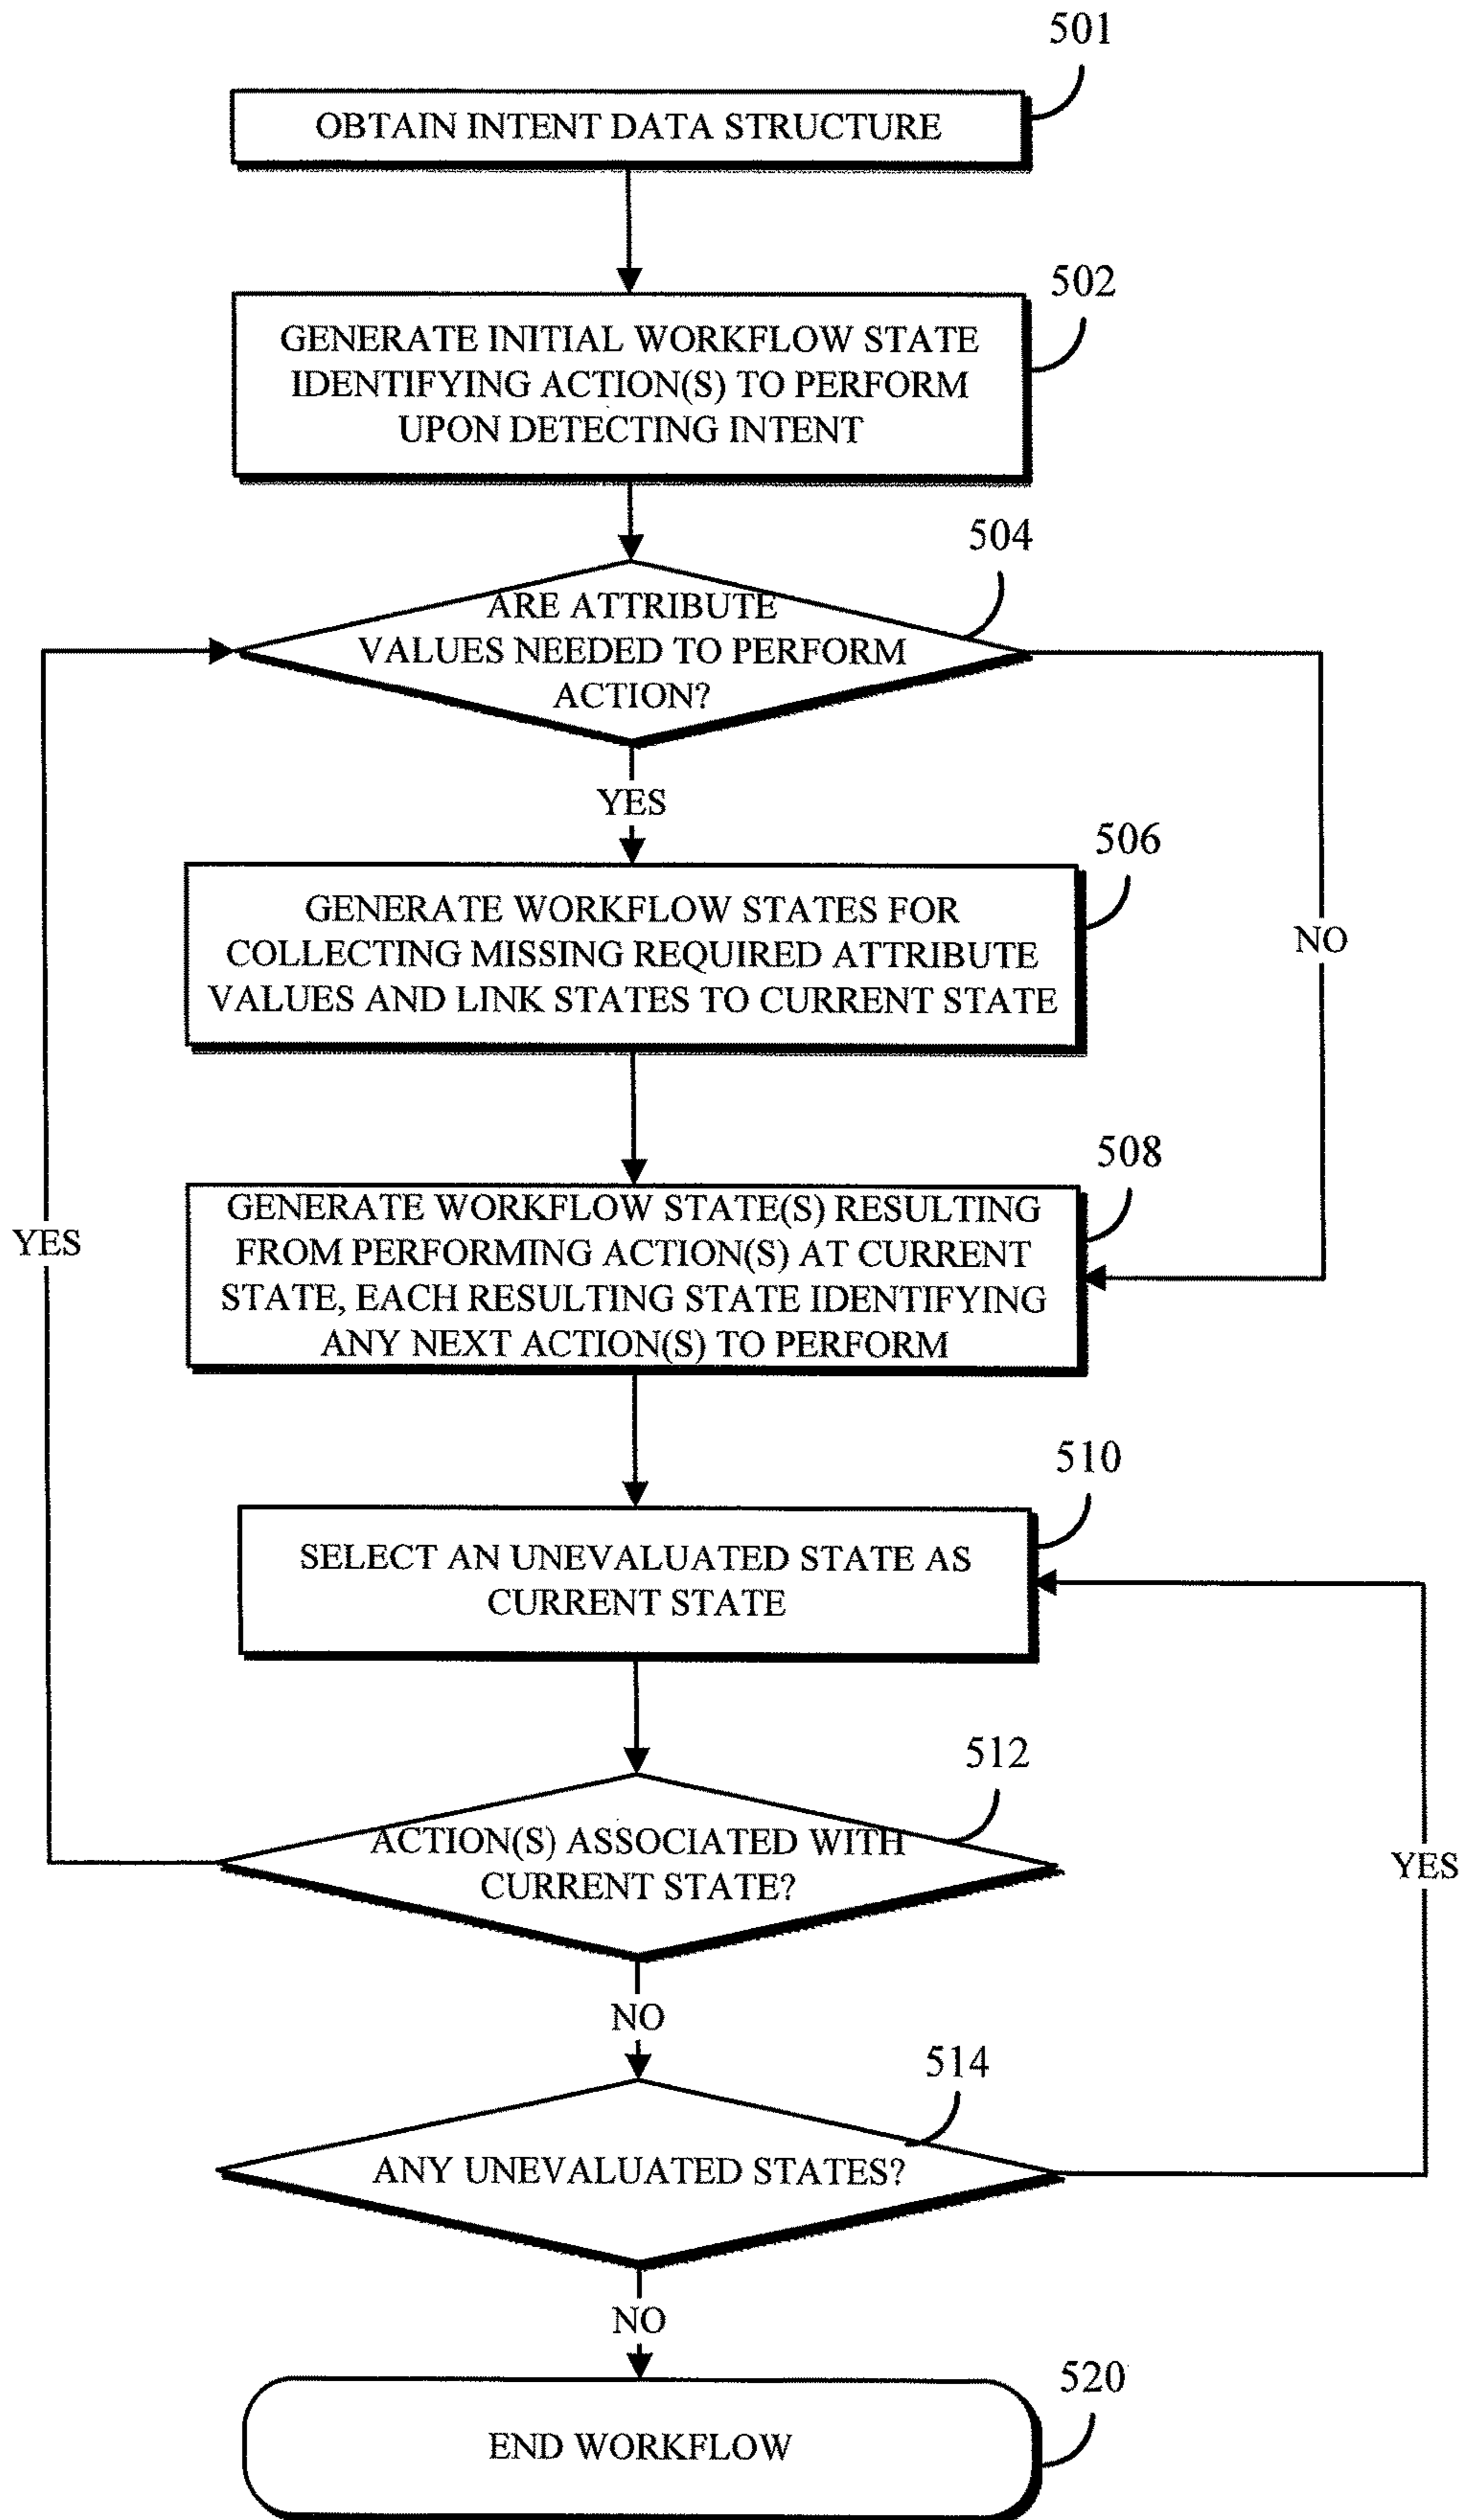 501
OBTAIN INTENT DATA STRUCTURE
502
GENERATE INITIAL WORKFLOW STATE
IDENTIFYING ACTION(S) TO PERFORM
UPON DETECTING INTENT
504
ARE ATTRIBUTE
VALUES NEEDED TO PERFORM
ACTION?
YES
506
GENERATE WORKFLOW STATES FOR
COLLECTING MISSING REQUIRED ATTRIBUTE
VALUES AND LINK STATES TO CURRENT STATE
NO
508
GENERATE WORKFLOW STATE(S) RESULTING
FROM PERFORMING ACTION(S) AT CURRENT
STATE, EACH RESULTING STATE IDENTIFYING
ANY NEXT ACTION(S) TO PERFORM
YES
510
SELECT AN UNEVALUATED STATE AS
CURRENT STATE
512
ACTION(S) ASSOCIATED WITH
CURRENT STATE?
YES
NO
514
ANY UNEVALUATED STATES?
NO
520
END WORKFLOW